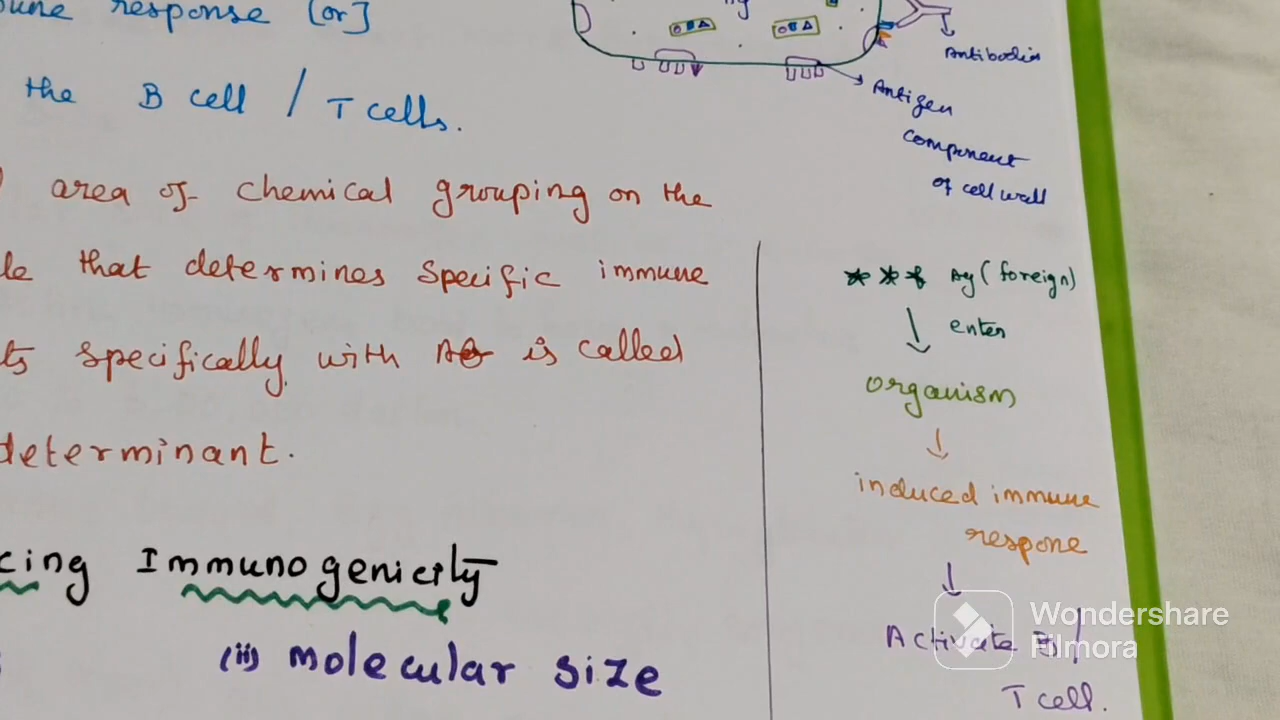 une response [or]
the B cell / T cells.
area of chemical grouping on the
le that determines specific immune
ts specifically with Ab is called
determinant.
cing Immunogenicity
(ii) molecular size
Antibodies
Antigen
component
of cell wall
*** Ag (foreign)
enter
organism
induced immune
respone
Activate B /
T cell.
Wondershare
Filmora